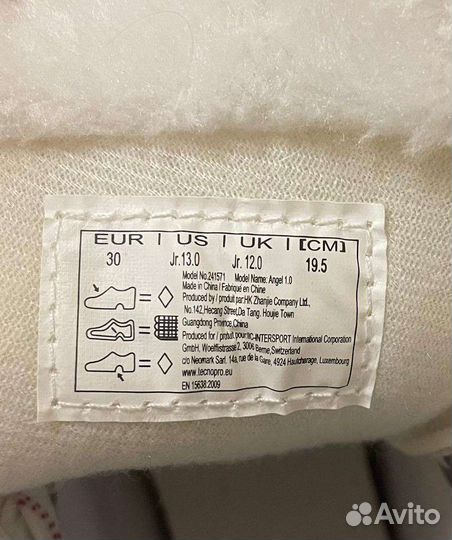 EUR | US | UK | [CM]
30 Jr.13.0 Jr. 12.0 19.5
Model No.241571 Model Name: Angel 1.0
Made in China / Fabriqué en Chine
Produced by / produit par:HK Zhanjie Company Ltd.,
No.142,Hecang Street,Da Tang, Houjie Town
Guangdong Province,China
Produced for / produit pour:IIC-INTERSPORT International Corporation
GmbH, Woelflistrasse 2, 3006 Berne,Switzerland
c/o Neomark Sarl. 14a, rue de la Gare, 4924 Hautcharage, Luxembourg
www.tecnopro.eu
EN 15638:2009
Avito